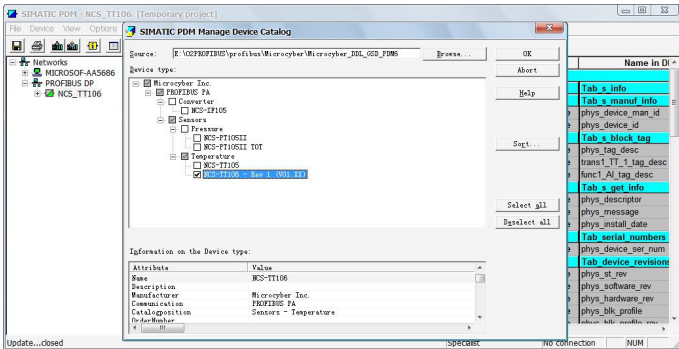 SIMATIC PDM - NCS_TT106 [Temporary project]
File Device View Options
SIMATIC PDM Manage Device Catalog
Source: E:\02PROFIBUS\profibus\Microcyber\Microcyber_DDL_GSD_PDM6 Browse... OK
Device type: Abort
Help
Sort...
Select all
Deselect all
Microcyber Inc.
PROFIBUS PA
Converter
NCS-IF105
Sensors
Pressure
NCS-PT105II
NCS-PT105II TOT
Temperature
NCS-TT105
NCS-TT106 - Rev 1 (V01.XX)
Information on the Device type:
Attribute Value
Name NCS-TT106
Description
Manufacturer Microcyber Inc.
Communication PROFIBUS PA
Catalogposition Sensors - Temperature
OrderNumber
Networks
MICROSOF-AA5686
PROFIBUS DP
NCS_TT106
Name in D
Tab_s_info
Tab_s_manuf_info
phys_device_man_id
phys_device_id
Tab_s_block_tag
phys_tag_desc
trans1_TT_1_tag_desc
func1_AI_tag_desc
Tab_s_get_info
phys_descriptor
phys_message
phys_install_date
Tab_serial_numbers
phys_device_ser_num
Tab_device_revisions
phys_st_rev
phys_software_rev
phys_hardware_rev
phys_blk_profile
phys_blk_profile_rev
Update...closed Specialist No connection NUM